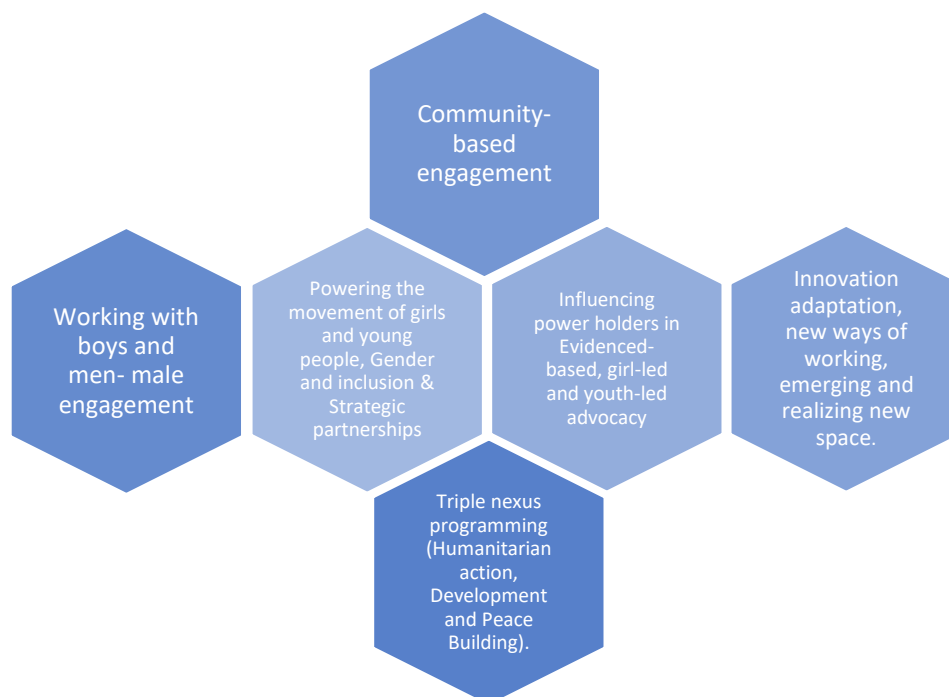 Community-
based
engagement
Working with
boys and
men- male
engagement
Powering the
movement of girls
and young
people, Gender
and inclusion &
Strategic
partnerships
Influencing
power holders in
Evidenced-
based, girl-led
and youth-led
advocacy
Innovation
adaptation,
new ways of
working,
emerging and
realizing new
space.
Triple nexus
programming
(Humanitarian
action,
Development
and Peace
Building).